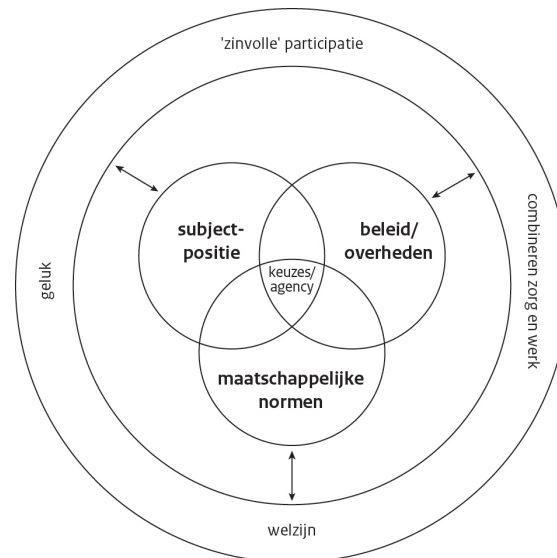 'zinvolle' participatie
subject-
positie
beleid/
overheden
keuzes/
agency
geluk
combineren zorg en werk
maatschappelijke
normen
welzijn